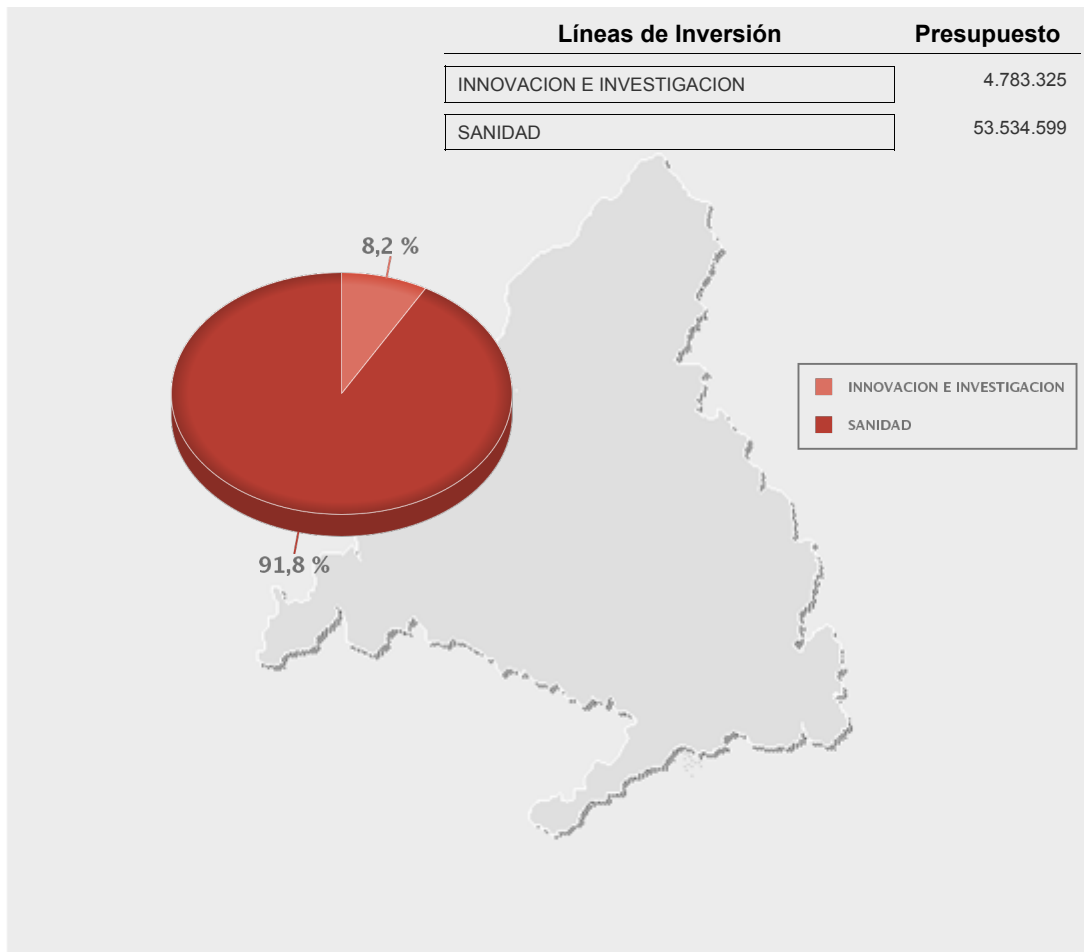 Líneas de Inversión Presupuesto
INNOVACION E INVESTIGACION 4.783.325
SANIDAD 53.534.599
8,2 %
INNOVACION E INVESTIGACION
SANIDAD
91,8 %